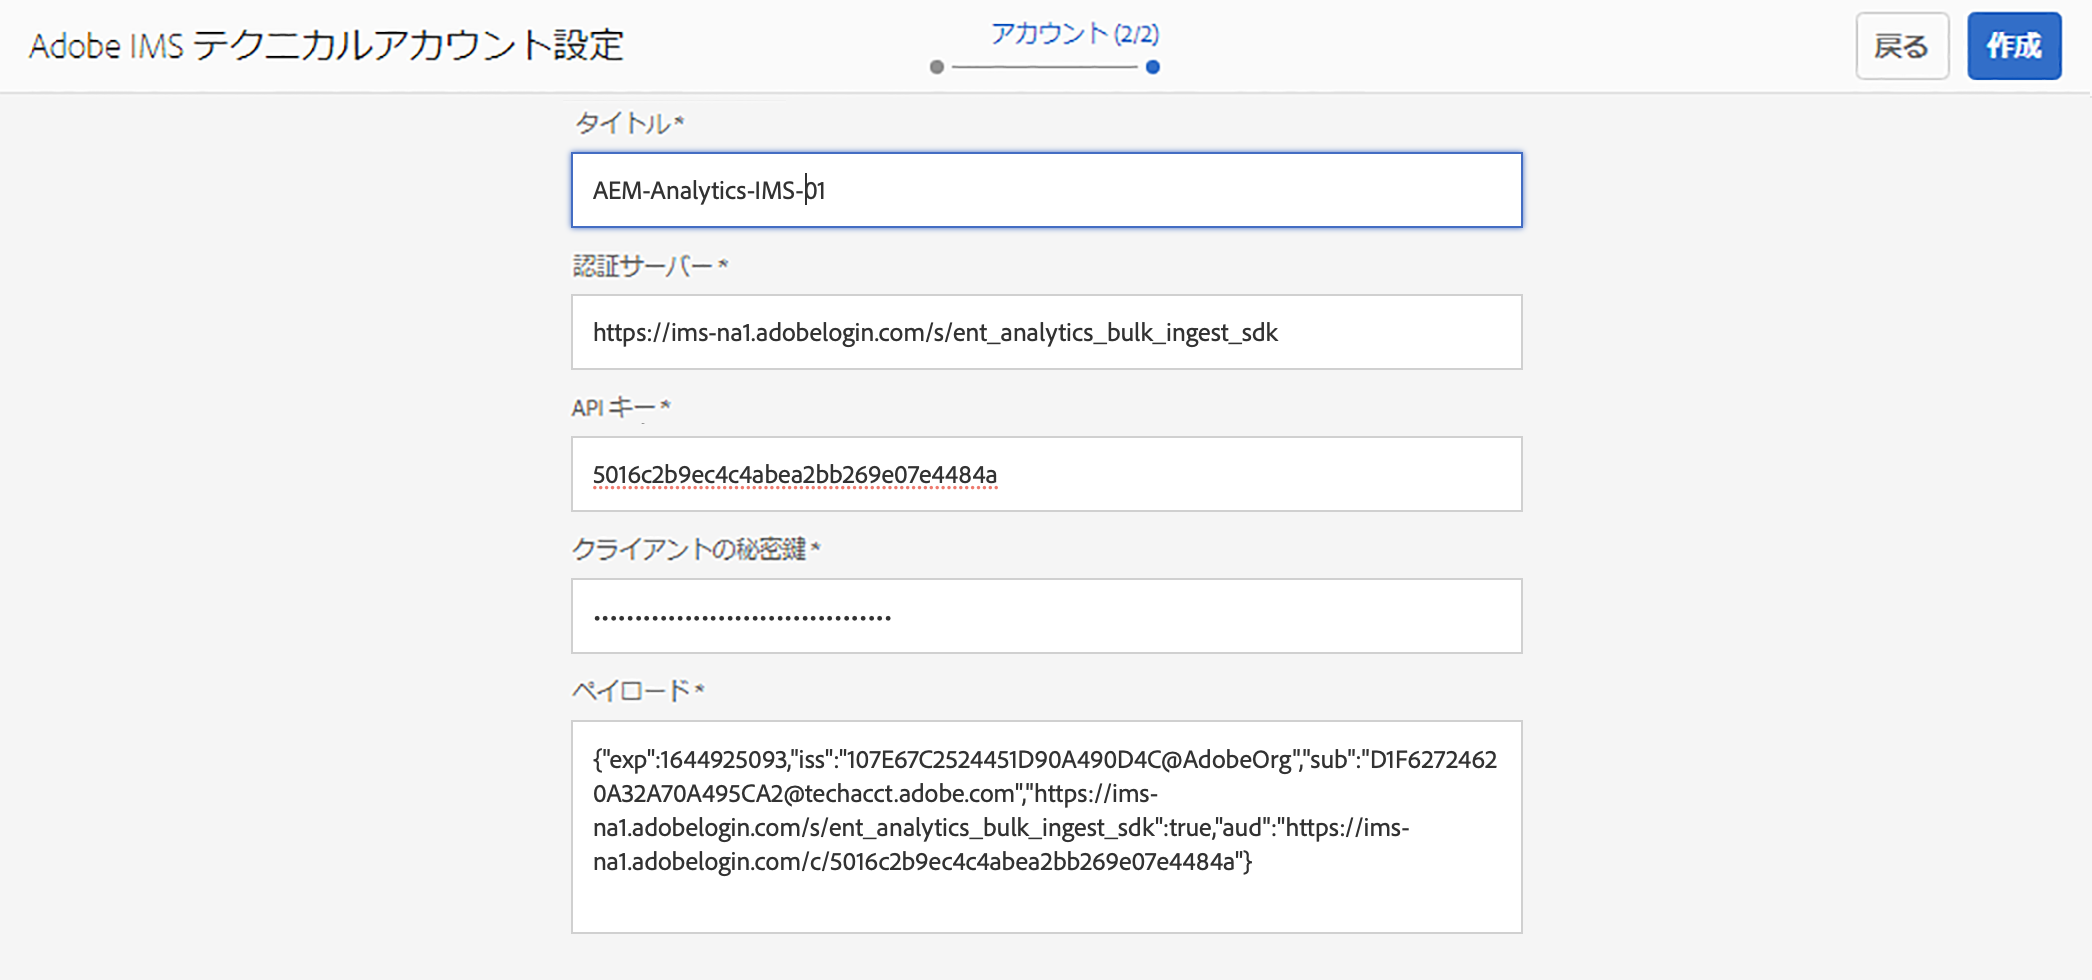 Adobe IMS テクニカルアカウント設定
アカウント (2/2)
戻る
作成
タイトル *
AEM-Analytics-IMS-01
認証サーバー *
https://ims-na1.adobelogin.com/s/ent_analytics_bulk_ingest_sdk
API キー *
5016c2b9ec4c4abea2bb269e07e4484a
クライアントの秘密鍵 *
ペイロード *
{"exp":1644925093,"iss":"107E67C2524451D90A490D4C@AdobeOrg","sub":"D1F6272462
0A32A70A495CA2@techacct.adobe.com","https://ims-
na1.adobelogin.com/s/ent_analytics_bulk_ingest_sdk":true,"aud":"https://ims-
na1.adobelogin.com/c/5016c2b9ec4c4abea2bb269e07e4484a"}